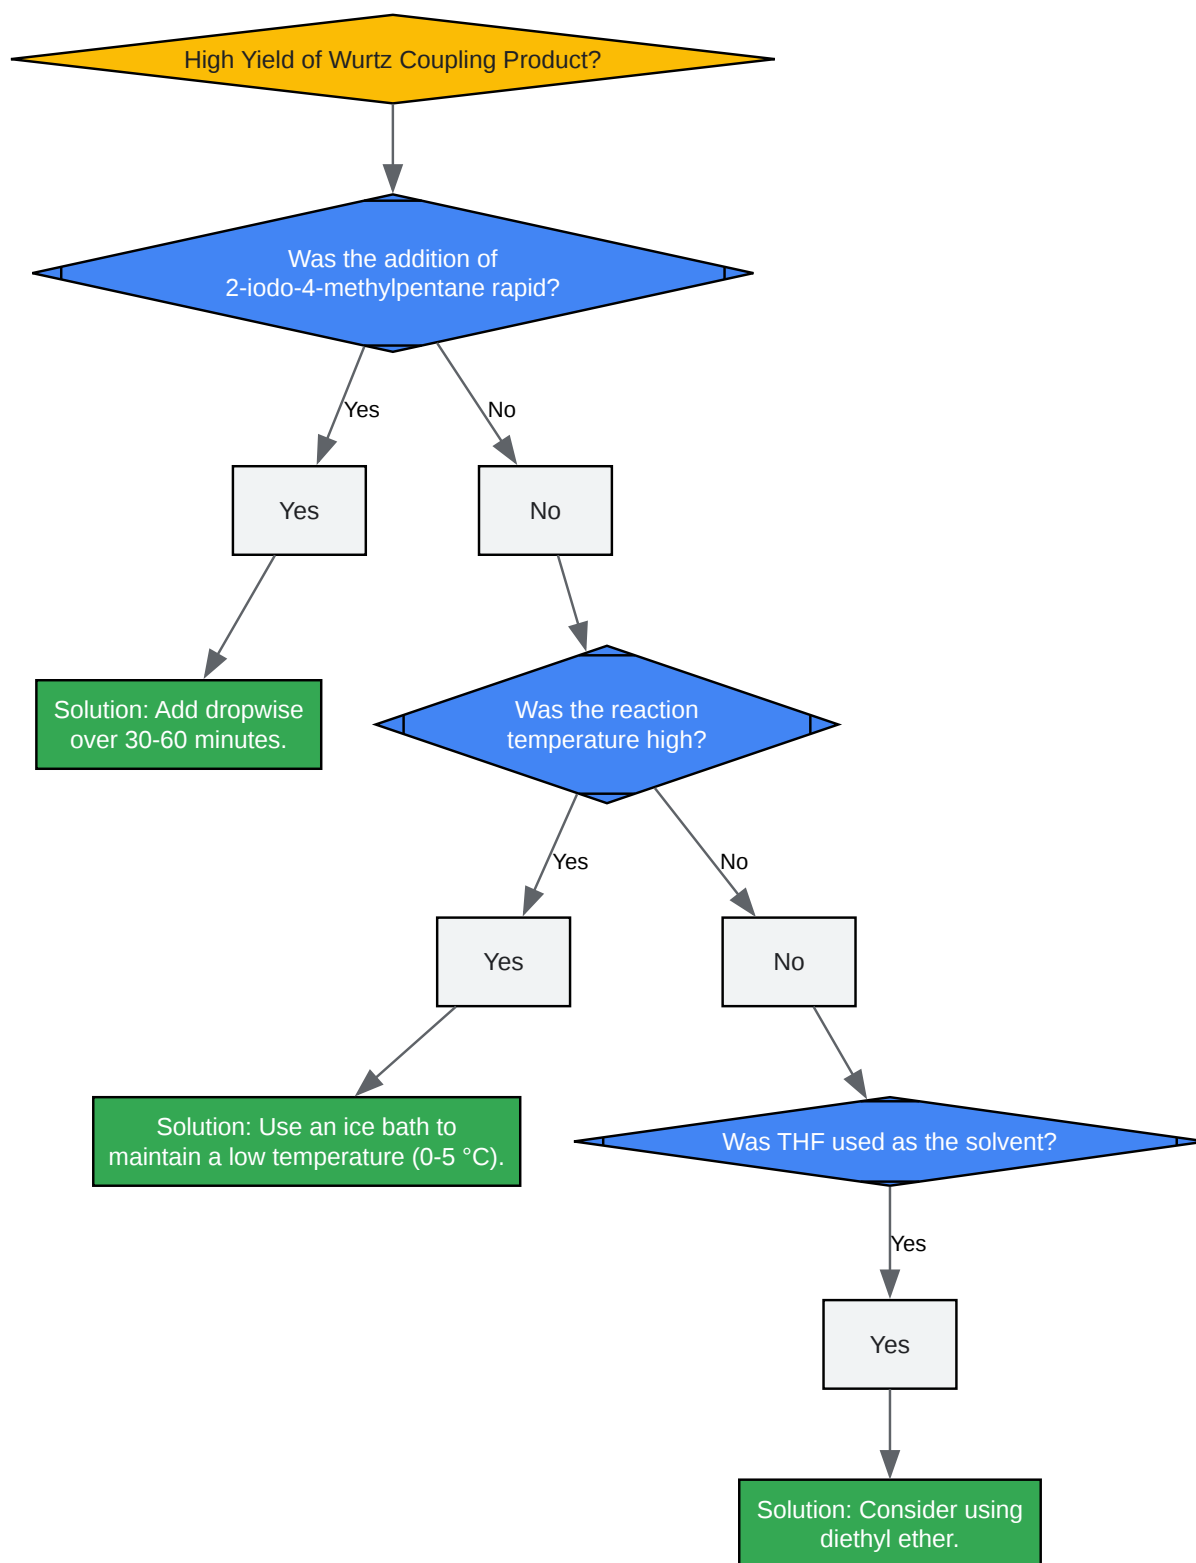 High Yield of Wurtz Coupling Product?
Was the addition of
2-iodo-4-methylpentane rapid?
Yes
No
Yes
No
Solution: Add dropwise
over 30-60 minutes.
Was the reaction
temperature high?
Yes
No
Yes
No
Solution: Use an ice bath to
maintain a low temperature (0-5 °C).
Was THF used as the solvent?
Yes
Yes
Solution: Consider using
diethyl ether.